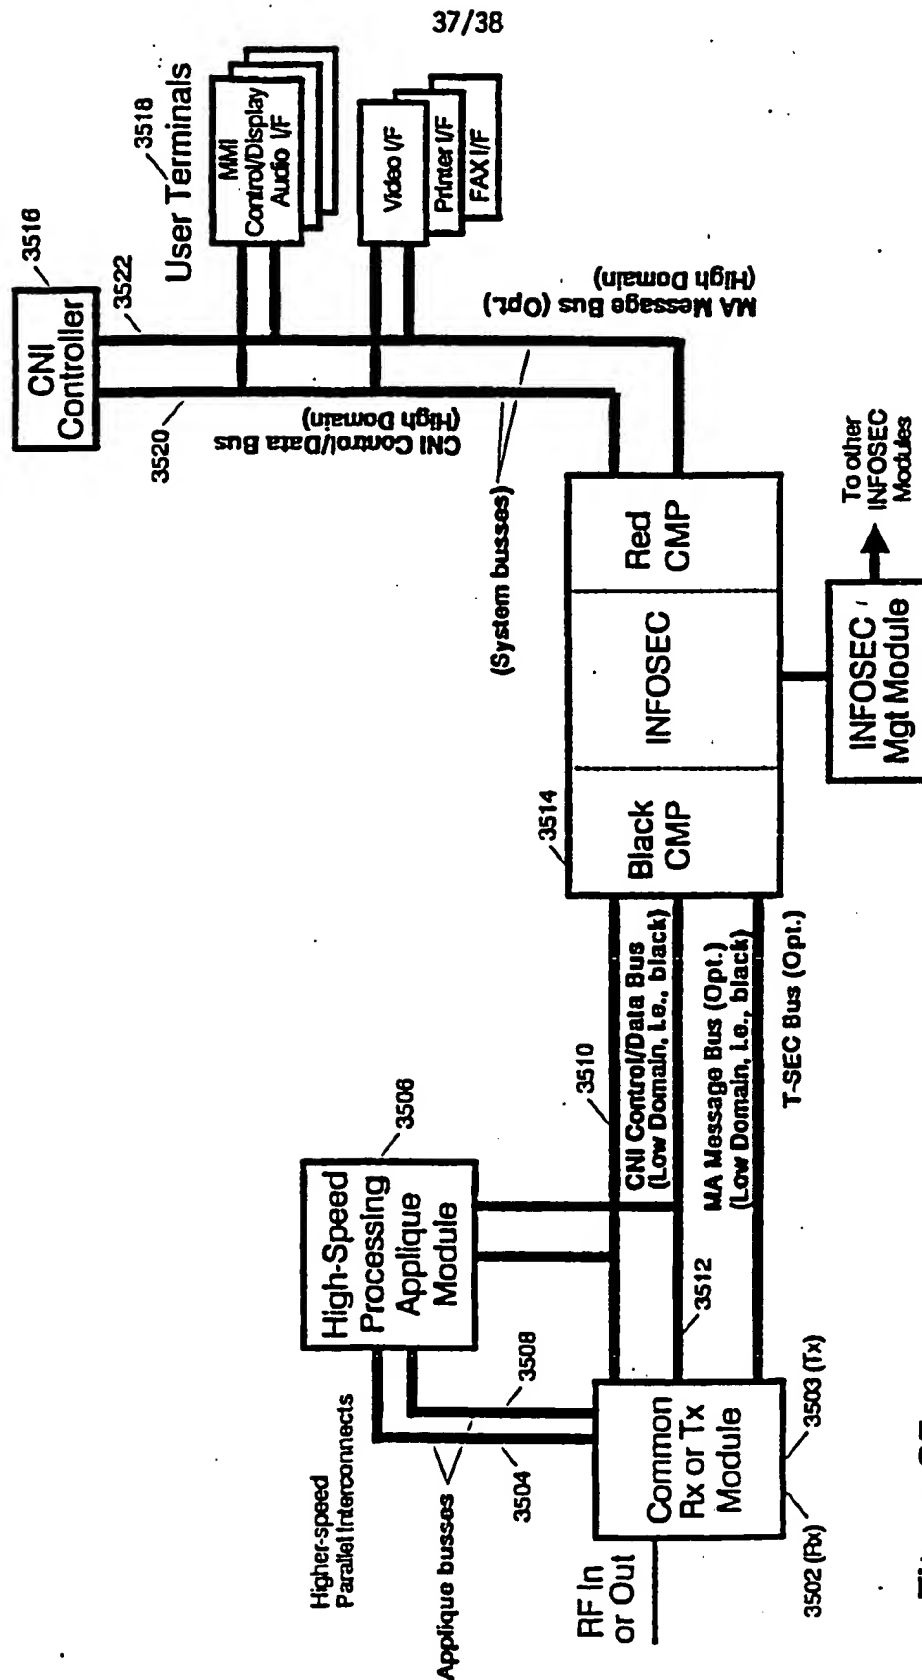 37/38
CNI
Controller
3516
3522
3520
3518
User Terminals
MMI
Control/Display
Audio I/F
Video I/F
Printer I/F
FAX I/F
CNI Control/Data Bus
(High Domain)
MA Message Bus (Opt.)
(High Domain)
(System busses)
3514
Black
CMP
INFOSEC
Red
CMP
INFOSEC
Mgt Module
To other
INFOSEC
Modules
3510
CNI Control/Data Bus
(Low Domain, i.e., black)
MA Message Bus (Opt.)
(Low Domain, i.e., black)
T-SEC Bus (Opt.)
3512
3506
High-Speed
Processing
Applique
Module
Higher-speed
Parallel Interconnects
Applique busses
3508
3504
Common
Rx or Tx
Module
RF In
or Out
3502 (Rx)
3503 (Tx)